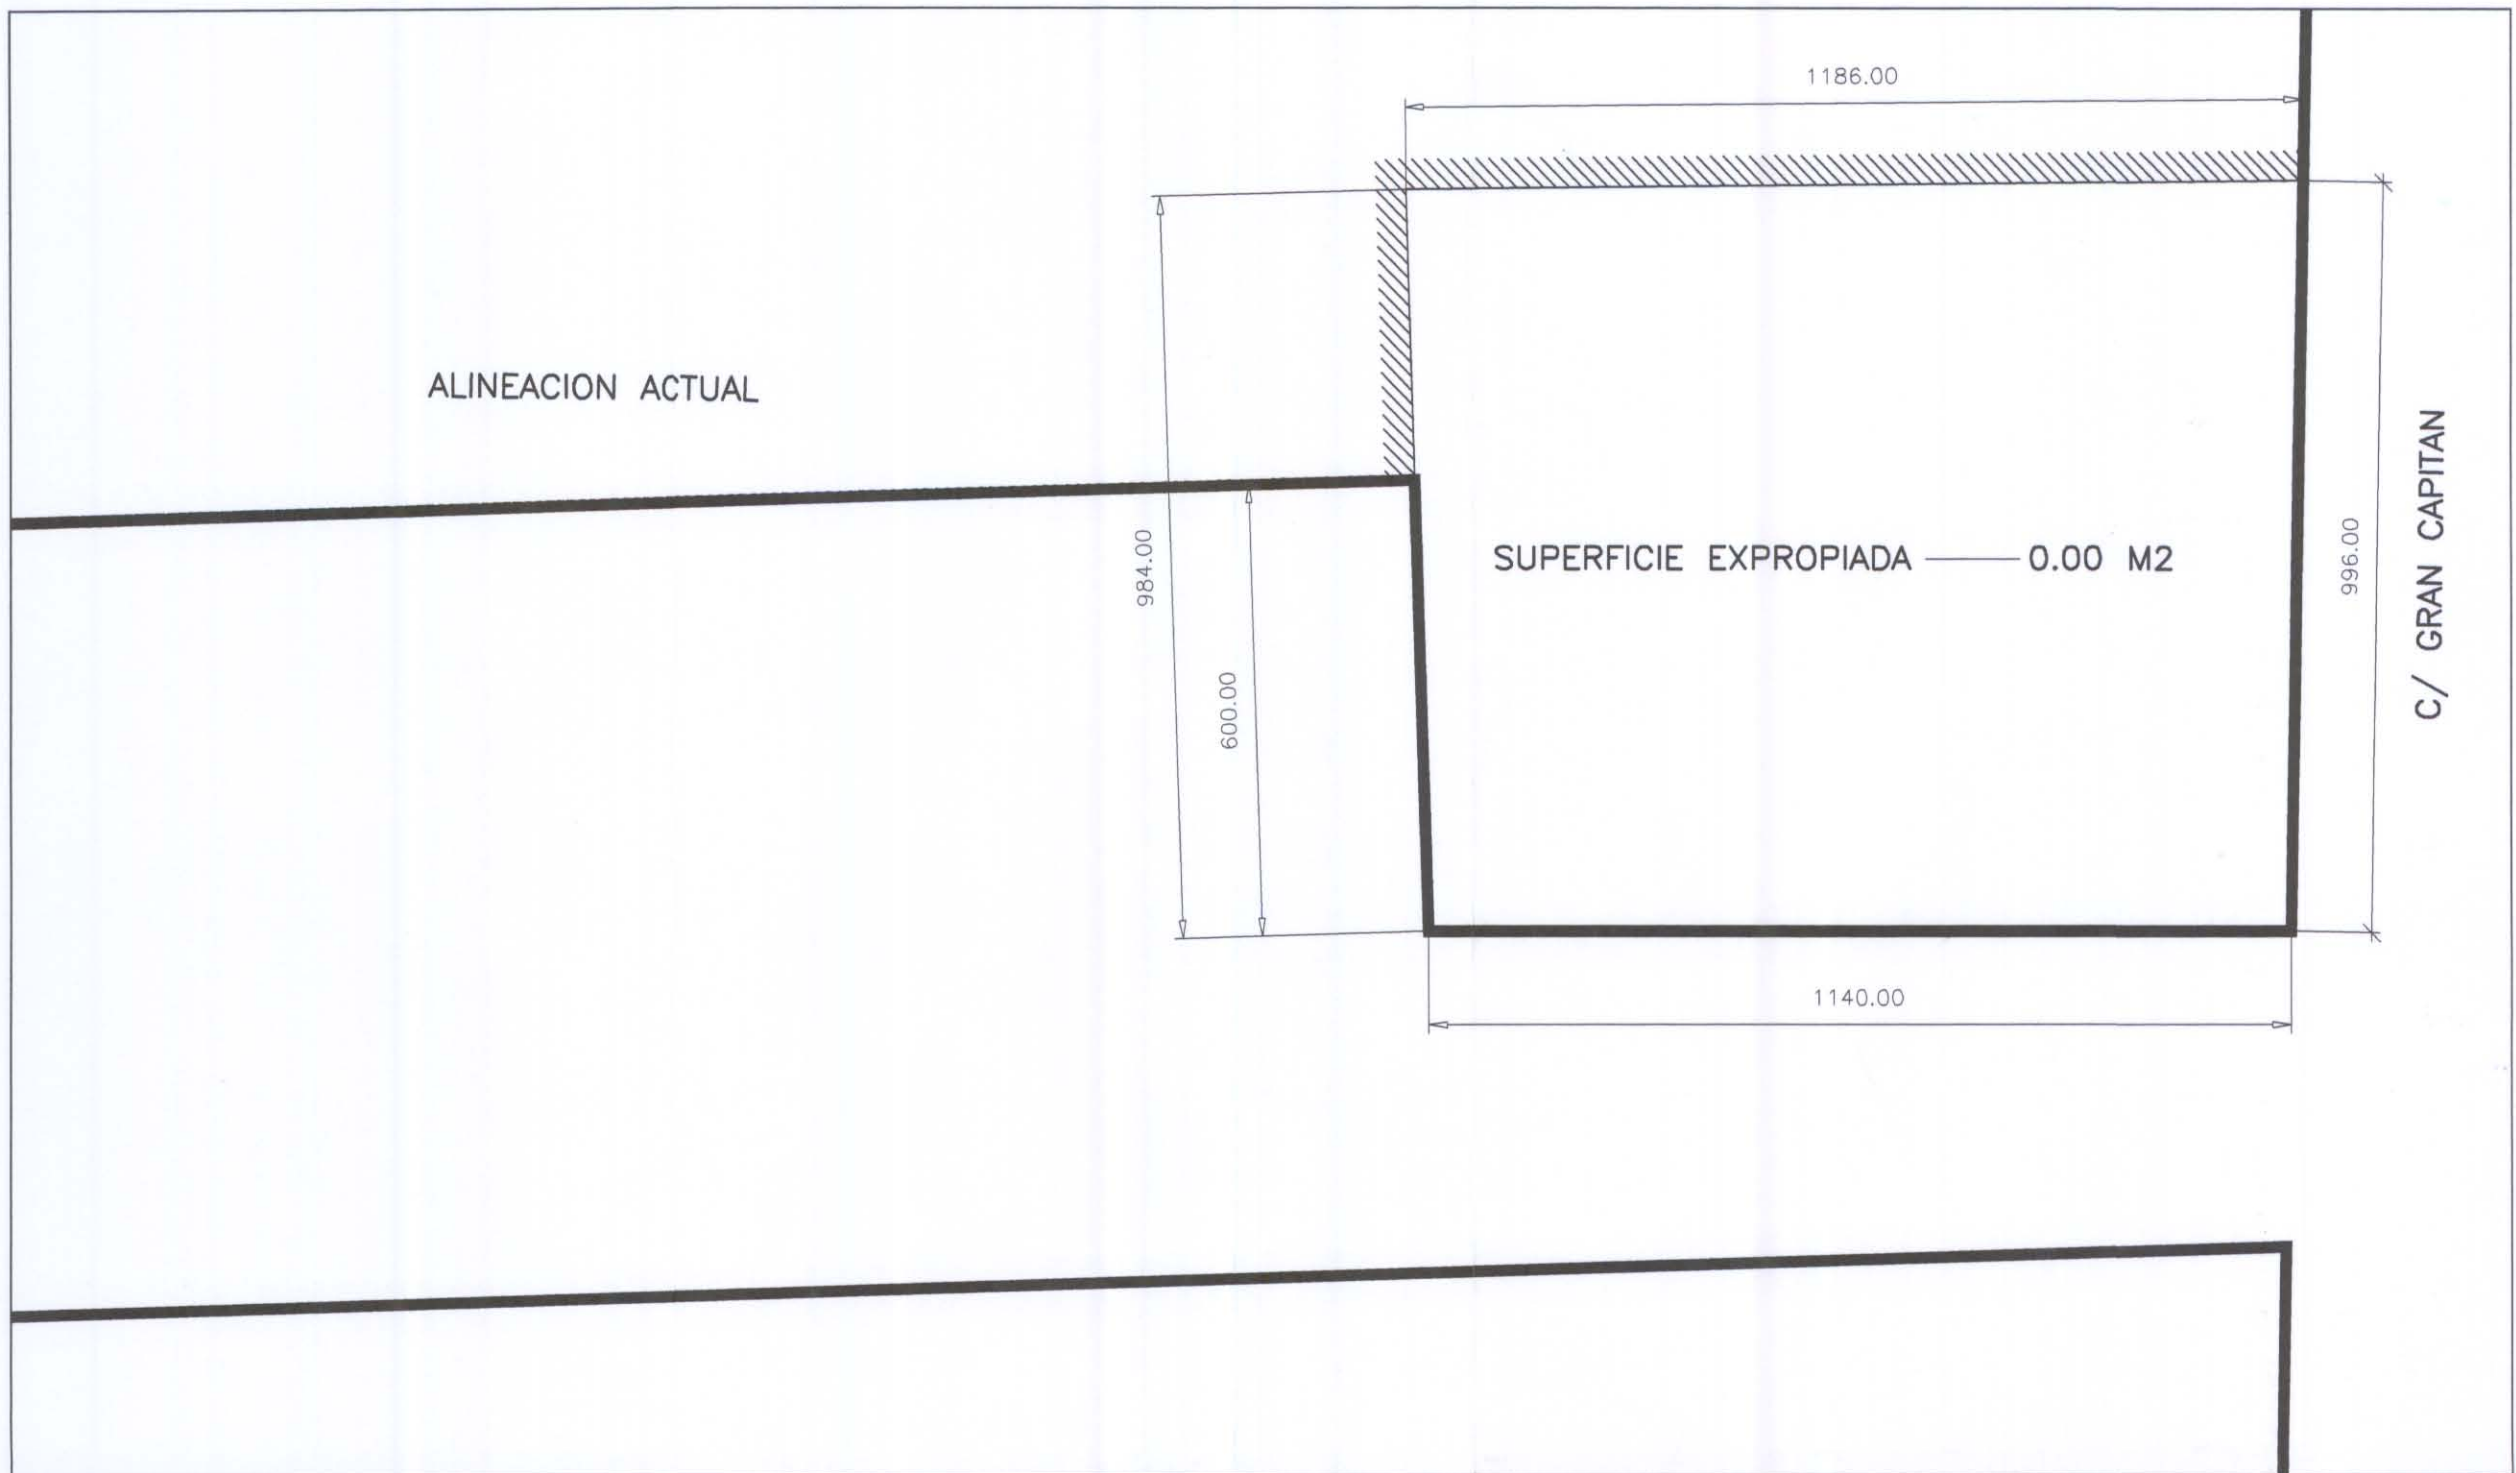 1186.00
ALINEACION ACTUAL
984.00
600.00
SUPERFICIE EXPROPIADA —— 0.00 M2
996.00
C/ GRAN CAPITAN
1140.00